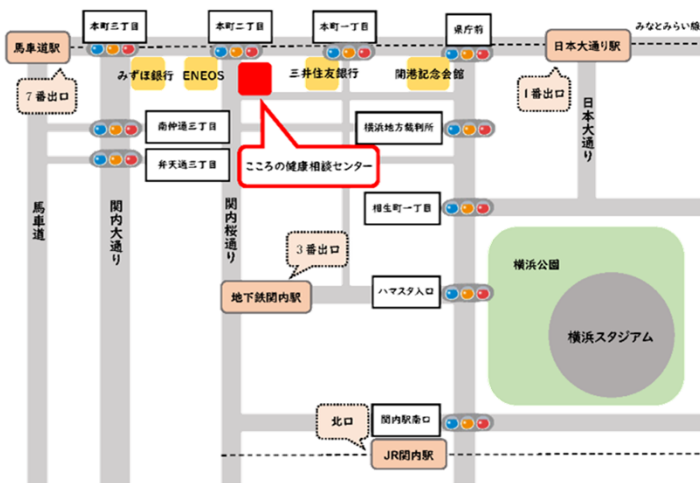 本町三丁目
本町二丁目
本町一丁目
県庁前
みなとみらい線
馬車道駅
日本大通り駅
みずほ銀行
ENEOS
三井住友銀行
開港記念会館
7番出口
1番出口
日本大通り
南仲通三丁目
横浜地方裁判所
弁天通三丁目
こころの健康相談センター
馬車道
関内大通り
関内桜通り
相生町一丁目
3番出口
横浜公園
地下鉄関内駅
ハマスタ入口
横浜スタジアム
北口
関内駅南口
JR関内駅